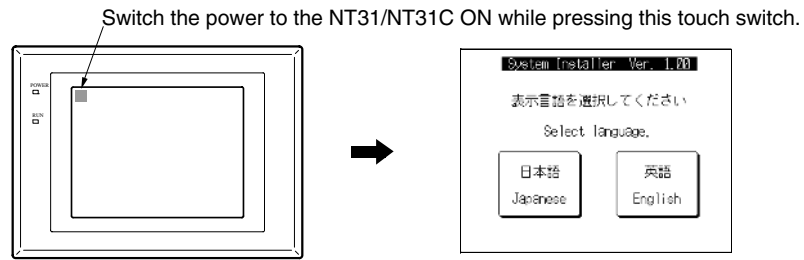 Switch the power to the NT31/NT31C ON while pressing this touch switch.
POWER
RUN
System Installer Ver. 1.00
表示言語を選択してください
Select language.
日本語
Japanese
英語
English